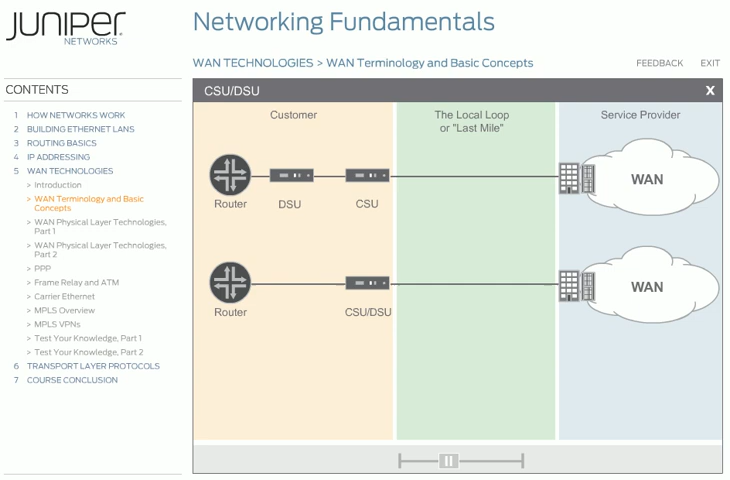 JUNIPER
NETWORKS
Networking Fundamentals
WAN TECHNOLOGIES > WAN Terminology and Basic Concepts
FEEDBACK EXIT
CONTENTS
1 HOW NETWORKS WORK
2 BUILDING ETHERNET LANS
3 ROUTING BASICS
4 IP ADDRESSING
5 WAN TECHNOLOGIES
> Introduction
> WAN Terminology and Basic
Concepts
> WAN Physical Layer Technologies,
Part 1
> WAN Physical Layer Technologies,
Part 2
> PPP
> Frame Relay and ATM
> Carrier Ethernet
> MPLS Overview
> MPLS VPNs
> Test Your Knowledge, Part 1
> Test Your Knowledge, Part 2
6 TRANSPORT LAYER PROTOCOLS
7 COURSE CONCLUSION
CSU/DSU X
Customer
The Local Loop
or "Last Mile"
Service Provider
WAN
Router DSU CSU
WAN
Router CSU/DSU